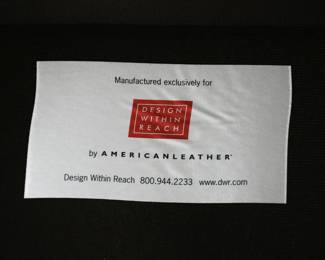 Manufactured exclusively for
DESIGN
WITHIN
REACH
by AMERICANLEATHER®
Design Within Reach 800.944.2233 www.dwr.com